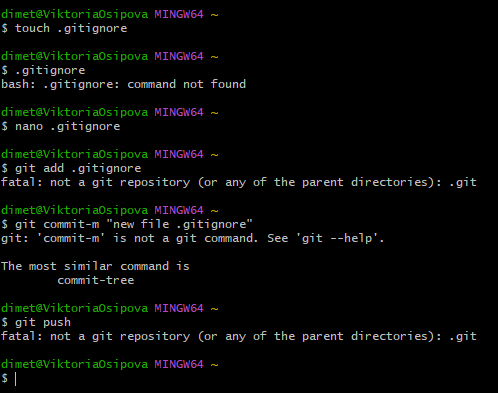 dimet@ViktoriaOsipova MINGW64 ~
$ touch .gitignore
dimet@ViktoriaOsipova MINGW64 ~
$ .gitignore
bash: .gitignore: command not found
dimet@ViktoriaOsipova MINGW64 ~
$ nano .gitignore
dimet@ViktoriaOsipova MINGW64 ~
$ git add .gitignore
fatal: not a git repository (or any of the parent directories): .git
dimet@ViktoriaOsipova MINGW64 ~
$ git commit-m "new file .gitignore"
git: 'commit-m' is not a git command. See 'git --help'.
The most similar command is
        commit-tree
dimet@ViktoriaOsipova MINGW64 ~
$ git push
fatal: not a git repository (or any of the parent directories): .git
dimet@ViktoriaOsipova MINGW64 ~
$